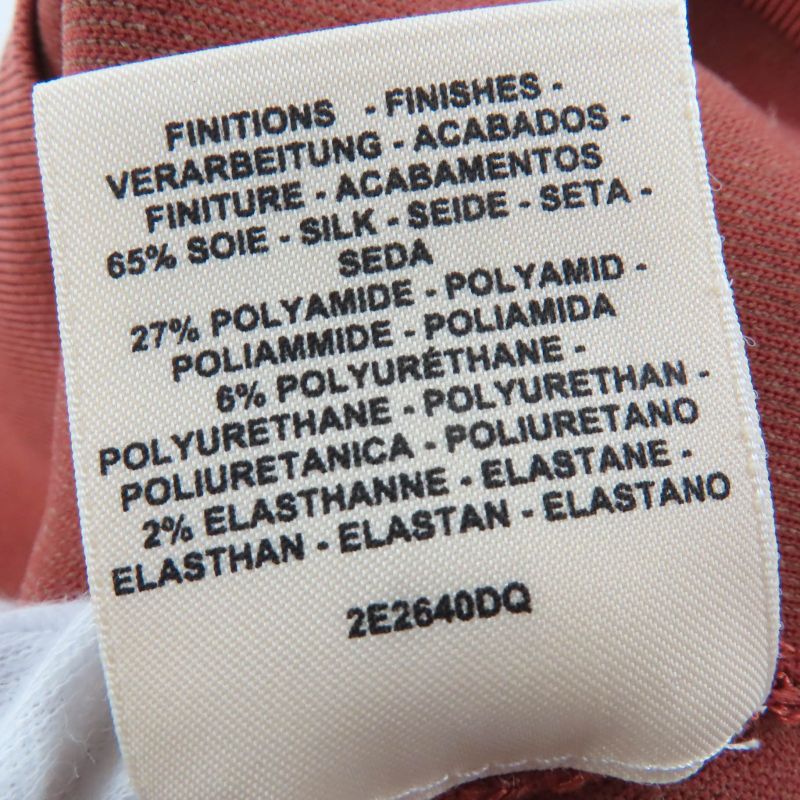 FINITIONS - FINISHES -
VERARBEITUNG - ACABADOS -
FINITURE - ACABAMENTOS
65% SOIE - SILK - SEIDE - SETA -
SEDA
27% POLYAMIDE - POLYAMID -
POLIAMMIDE - POLIAMIDA
6% POLYURÉTHANE -
POLYURETHANE - POLYURETHAN -
POLIURETANICA - POLIURETANO
2% ELASTHANNE - ELASTANE -
ELASTHAN - ELASTAN - ELASTANO
2E2640DQ